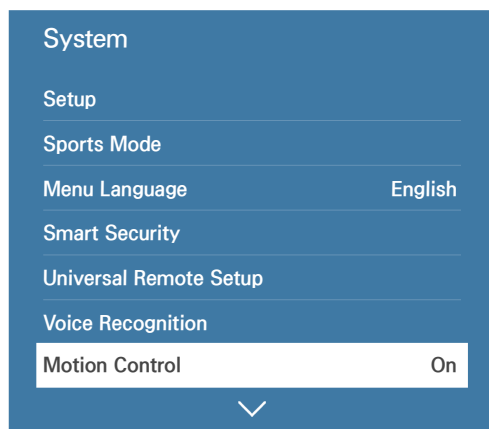 System
Setup
Sports Mode
Menu Language English
Smart Security
Universal Remote Setup
Voice Recognition
Motion Control On